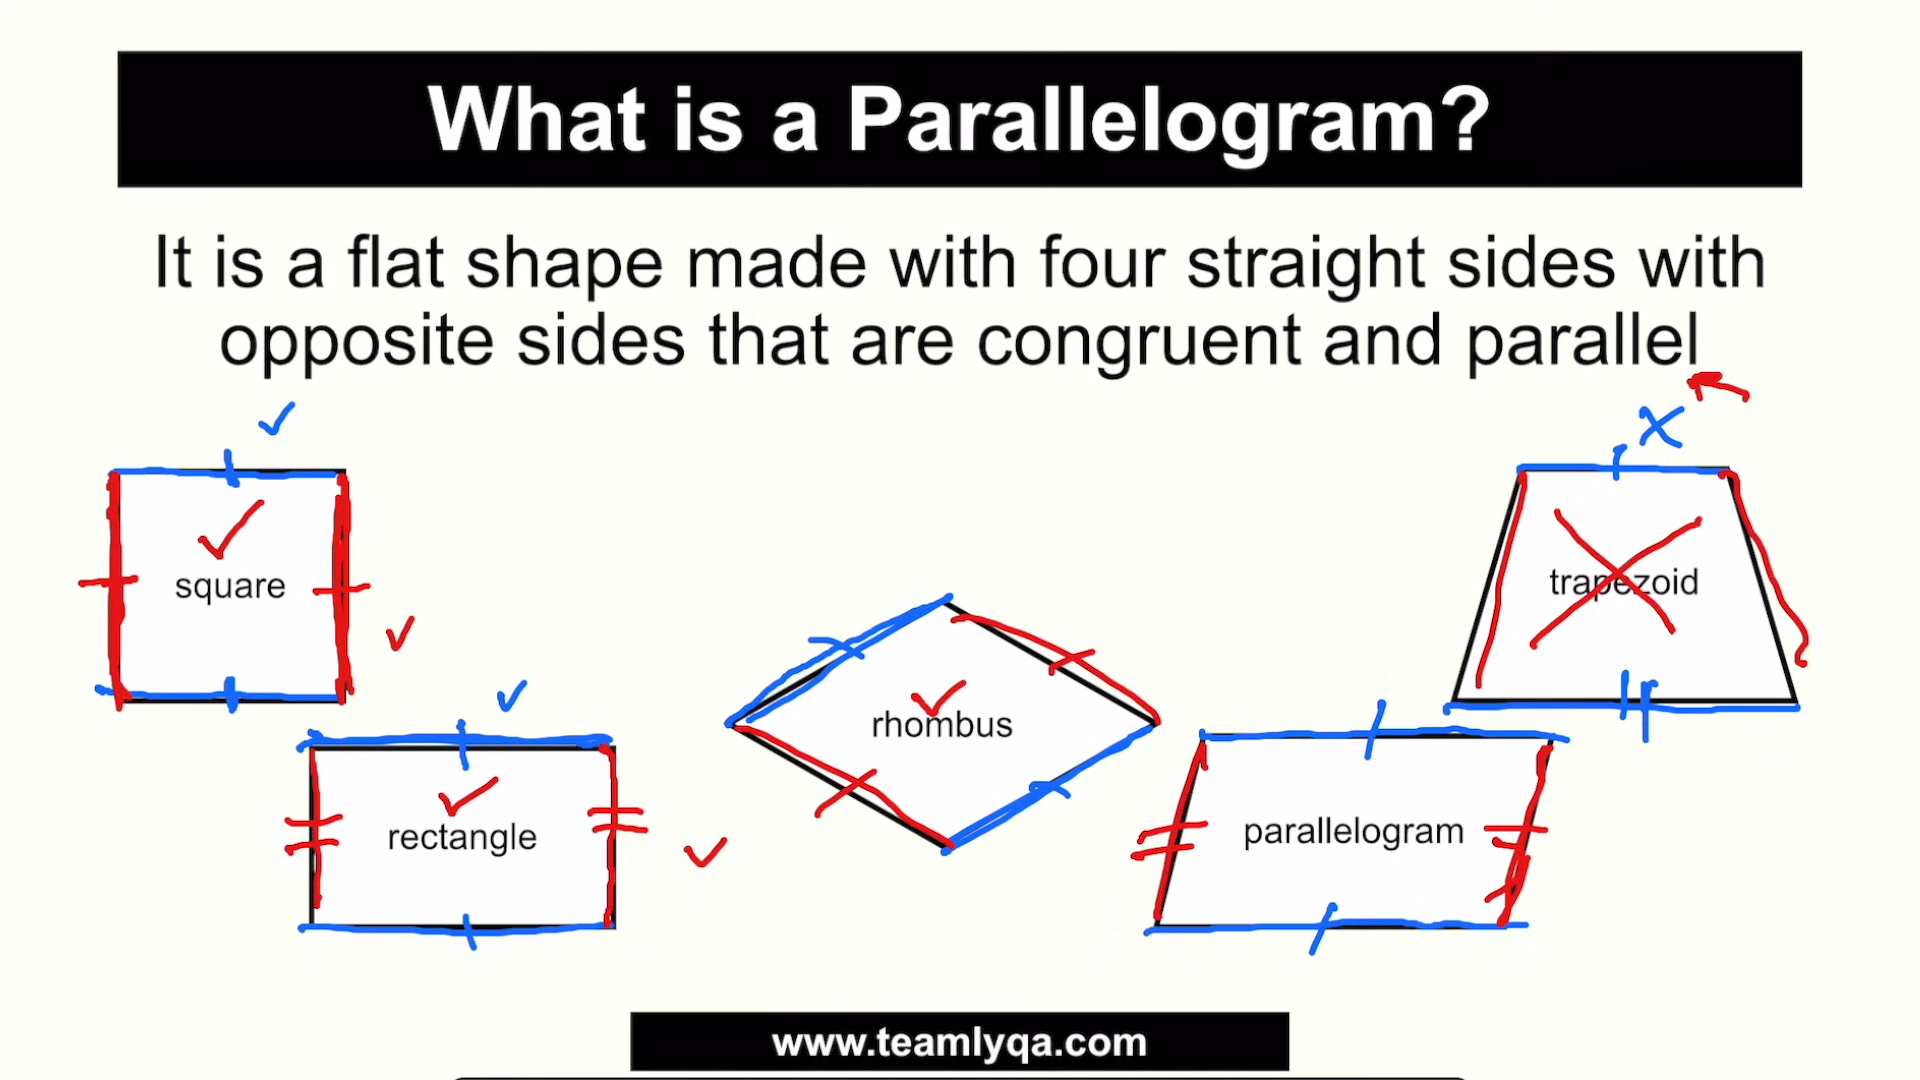 What is a Parallelogram?
It is a flat shape made with four straight sides with
opposite sides that are congruent and parallel
square
trapezoid
rhombus
rectangle
parallelogram
www.teamlyqa.com